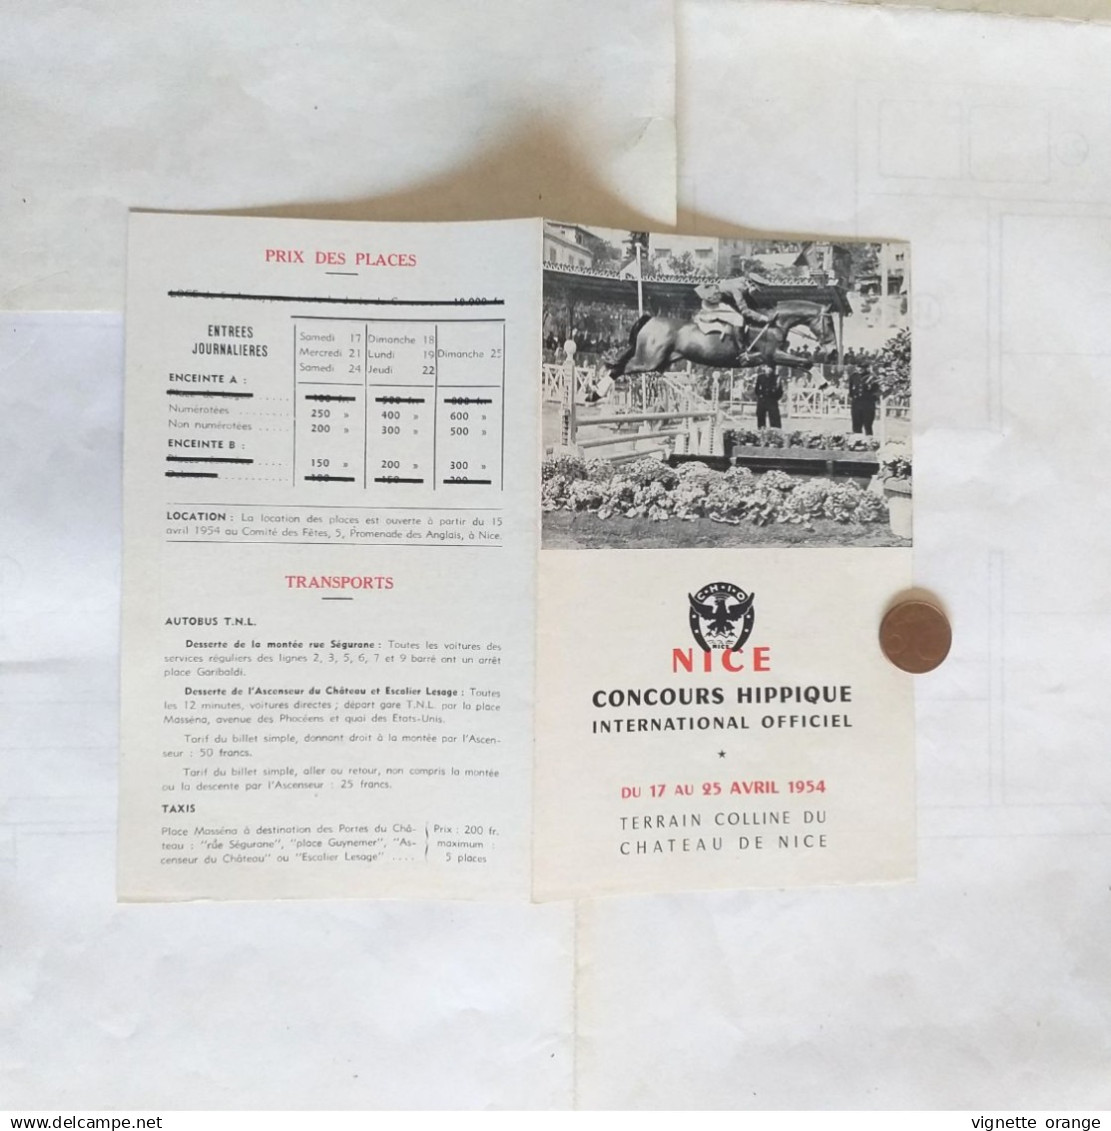 PRIX DES PLACES
ENTREES
JOURNALIERES
Samedi 17
Mercredi 21
Samedi 24
Dimanche 18
Lundi 19
Jeudi 22
Dimanche 25
ENCEINTE A :
Numérotées ...... 250 » 400 » 600 »
Non numérotées ..... 200 » 300 » 500 »
ENCEINTE B :
150 » 200 » 300 »
LOCATION : La location des places est ouverte à partir du 15
avril 1954 au Comité des Fêtes, 5, Promenade des Anglais, à Nice.
TRANSPORTS
AUTOBUS T.N.L.
Desserte de la montée rue Ségurane : Toutes les voitures des
services réguliers des lignes 2, 3, 5, 6, 7 et 9 barré ont un arrêt
place Garibaldi.
Desserte de l'Ascenseur du Château et Escalier Lesage : Toutes
les 12 minutes, voitures directes ; départ gare T.N.L. par la place
Masséna, avenue des Phocéens et quai des Etats-Unis.
Tarif du billet simple, donnant droit à la montée par l'Ascen-
seur : 50 francs.
Tarif du billet simple, aller ou retour, non compris la montée
ou la descente par l'Ascenseur : 25 francs.
TAXIS
Place Masséna à destination des Portes du Châ-
teau : "rue Ségurane", "place Guynemer", "As-
censeur du Château" ou "Escalier Lesage" ....
Prix : 200 fr.
maximum :
5 places
C·H·I·O
NICE
NICE
CONCOURS HIPPIQUE
INTERNATIONAL OFFICIEL
★
DU 17 AU 25 AVRIL 1954
TERRAIN COLLINE DU
CHATEAU DE NICE
delcampe.net
vignette orange